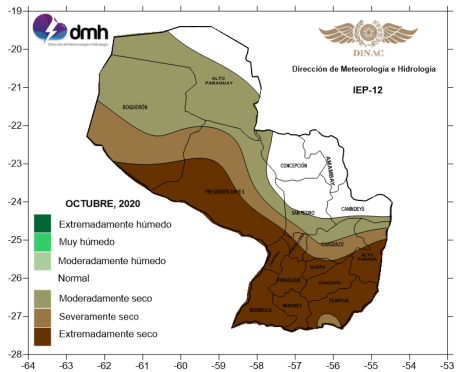 dmh
Dirección de Meteorología e Hidrología
DINAC
Dirección de Meteorología e Hidrología
IEP-12
-19
-20
-21
-22
-23
-24
-25
-26
-27
-28
ALTO
PARAGUAY
BOQUERÓN
CONCEPCIÓN
AMAMBAY
PRESIDENTE HAYES
SAN PEDRO
CANINDEYÚ
CAAGUAZÚ
ALTO
PARANÁ
GUAIRÁ
PARAGUARÍ
CAAZAPÁ
ITAPÚA
MISIONES
ÑEEMBUCÚ
OCTUBRE, 2020
Extremadamente húmedo
Muy húmedo
Moderadamente húmedo
Normal
Moderadamente seco
Severamente seco
Extremadamente seco
-64 -63 -62 -61 -60 -59 -58 -57 -56 -55 -54 -53